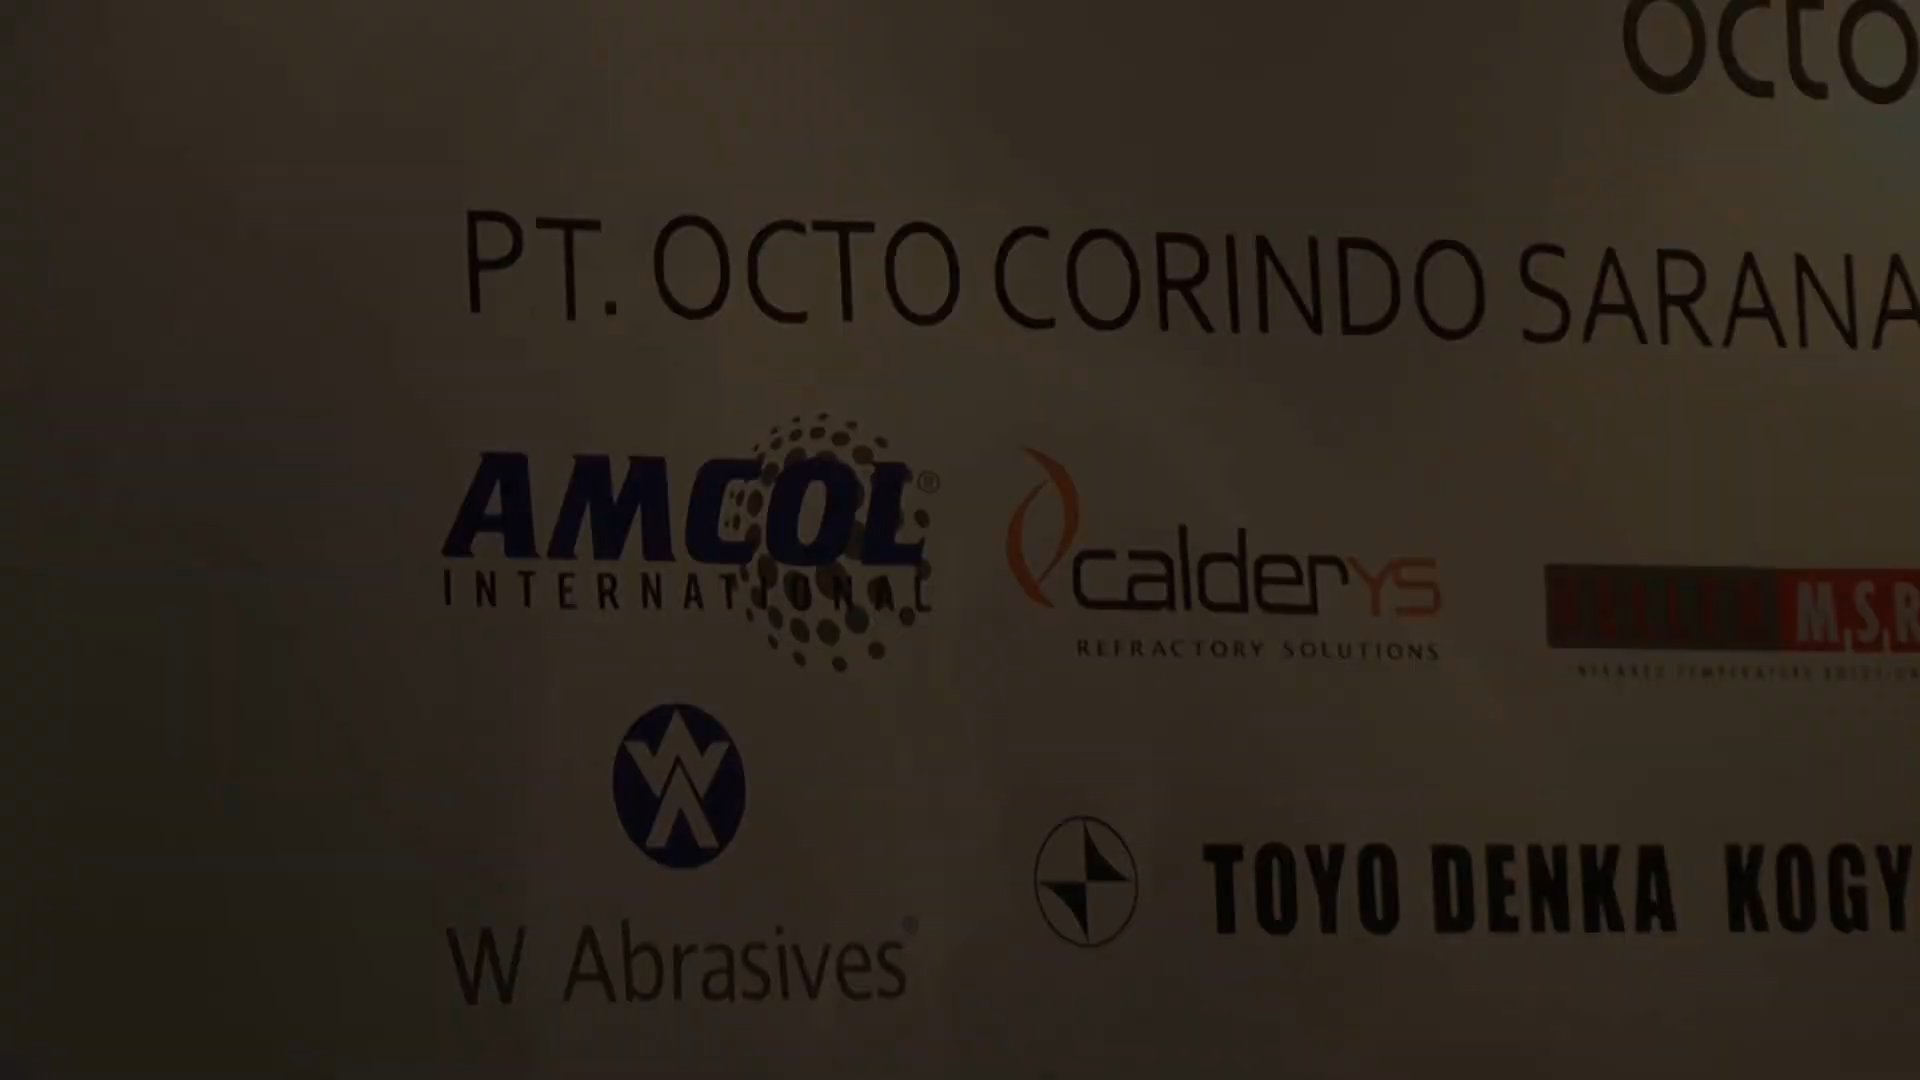 octo
PT. OCTO CORINDO SARANA
AMCOL®
INTERNATIONAL
calderys
REFRACTORY SOLUTIONS
M.S.R
W Abrasives®
TOYO DENKA KOGY